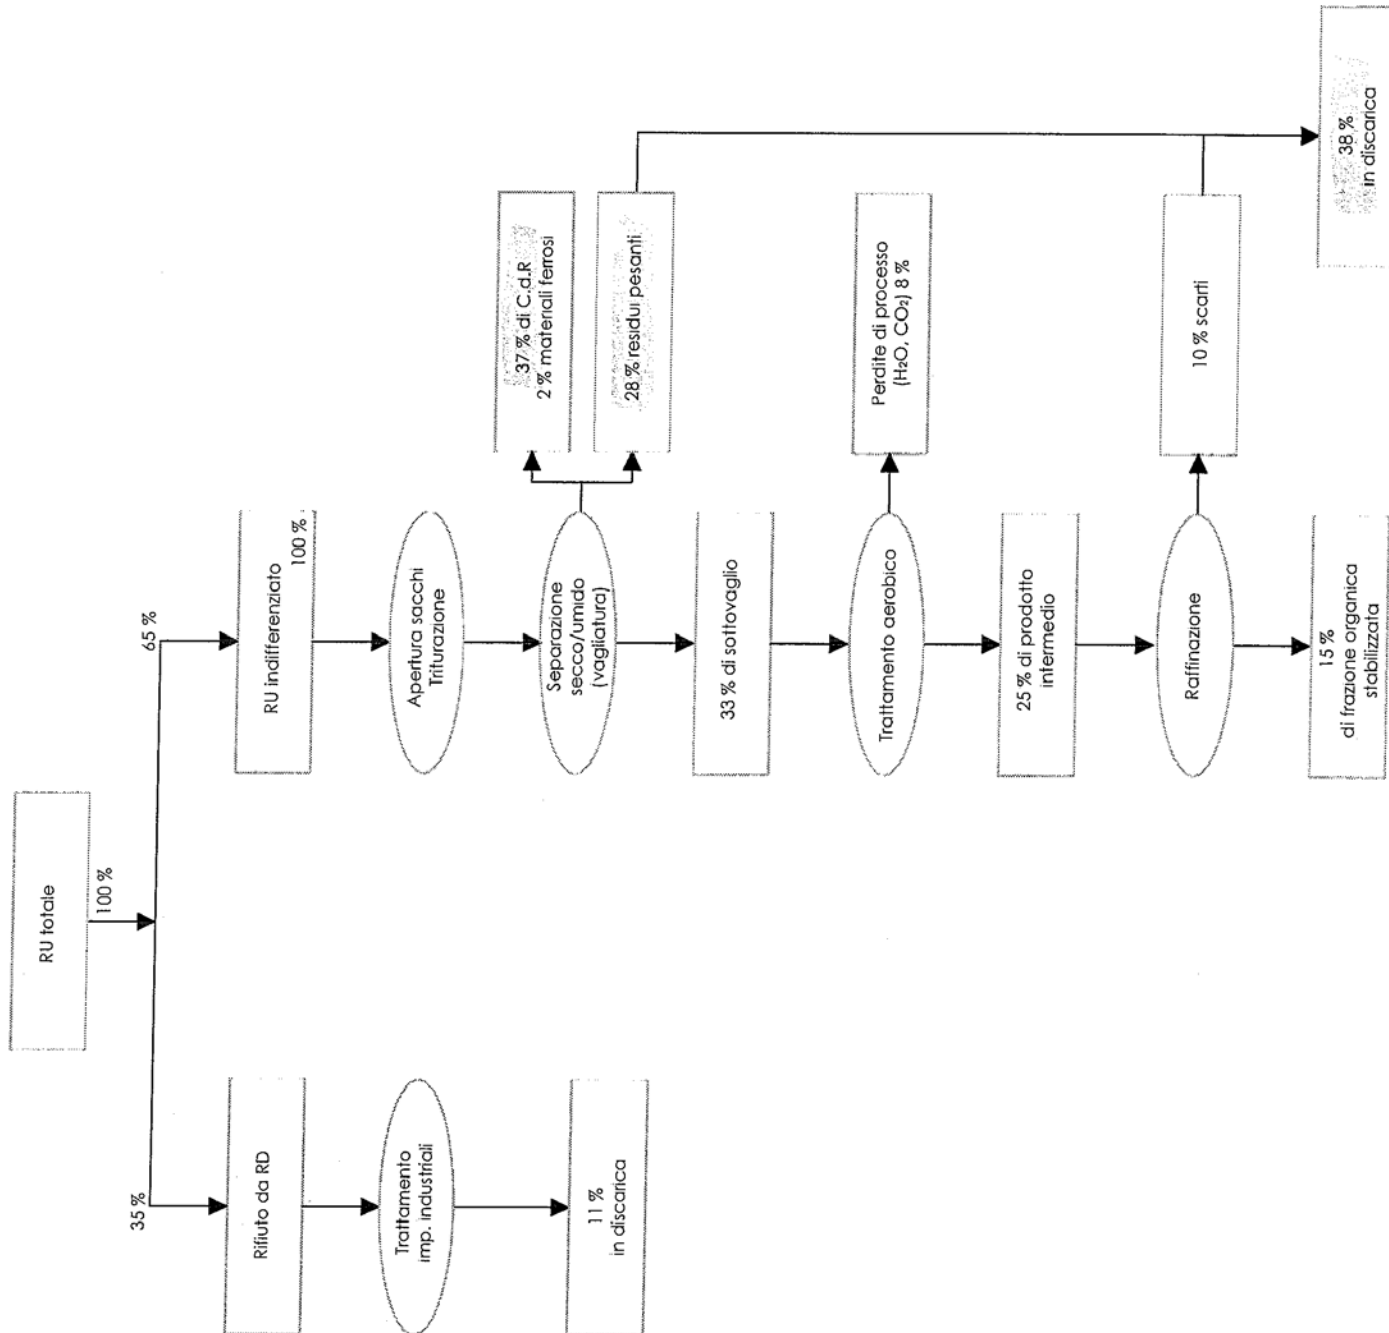 RU totale
100 %
35 %
65 %
Rifiuto da RD
RU indifferenziato
100 %
Trattamento
imp. industriali
Apertura sacchi
Triturazione
11 %
in discarica
Separazione
secco/umido
(vagliatura)
37 % di C.d.R
2 % materiali ferrosi
28 % residui pesanti
33 % di sottovaglio
Trattamento aerobico
Perdite di processo
(H₂O, CO₂) 8 %
25 % di prodotto
intermedio
Raffinazione
10 % scarti
15 %
di frazione organica
stabilizzata
38 %
in discarica